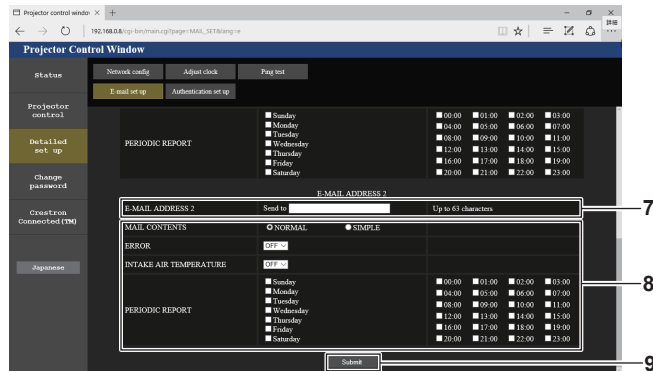 Projector control windov × +
詳細
192.168.0.8/cgi-bin/main.cgi?page=MAIL_SET&lang=e
Projector Control Window
Status
Network config Adjust clock Ping test
E-mail set up Authentication set up
Projector control
Detailed set up
Change password
Crestron Connected(TM)
Japanese
PERIODIC REPORT
Sunday 00:00 01:00 02:00 03:00
Monday 04:00 05:00 06:00 07:00
Tuesday 08:00 09:00 10:00 11:00
Wednesday 12:00 13:00 14:00 15:00
Thursday 16:00 17:00 18:00 19:00
Friday 20:00 21:00 22:00 23:00
Saturday
E-MAIL ADDRESS 2
E-MAIL ADDRESS 2 Send to Up to 63 characters 7
MAIL CONTENTS NORMAL SIMPLE
ERROR OFF
INTAKE AIR TEMPERATURE OFF
8
PERIODIC REPORT
Sunday 00:00 01:00 02:00 03:00
Monday 04:00 05:00 06:00 07:00
Tuesday 08:00 09:00 10:00 11:00
Wednesday 12:00 13:00 14:00 15:00
Thursday 16:00 17:00 18:00 19:00
Friday 20:00 21:00 22:00 23:00
Saturday
Submit 9